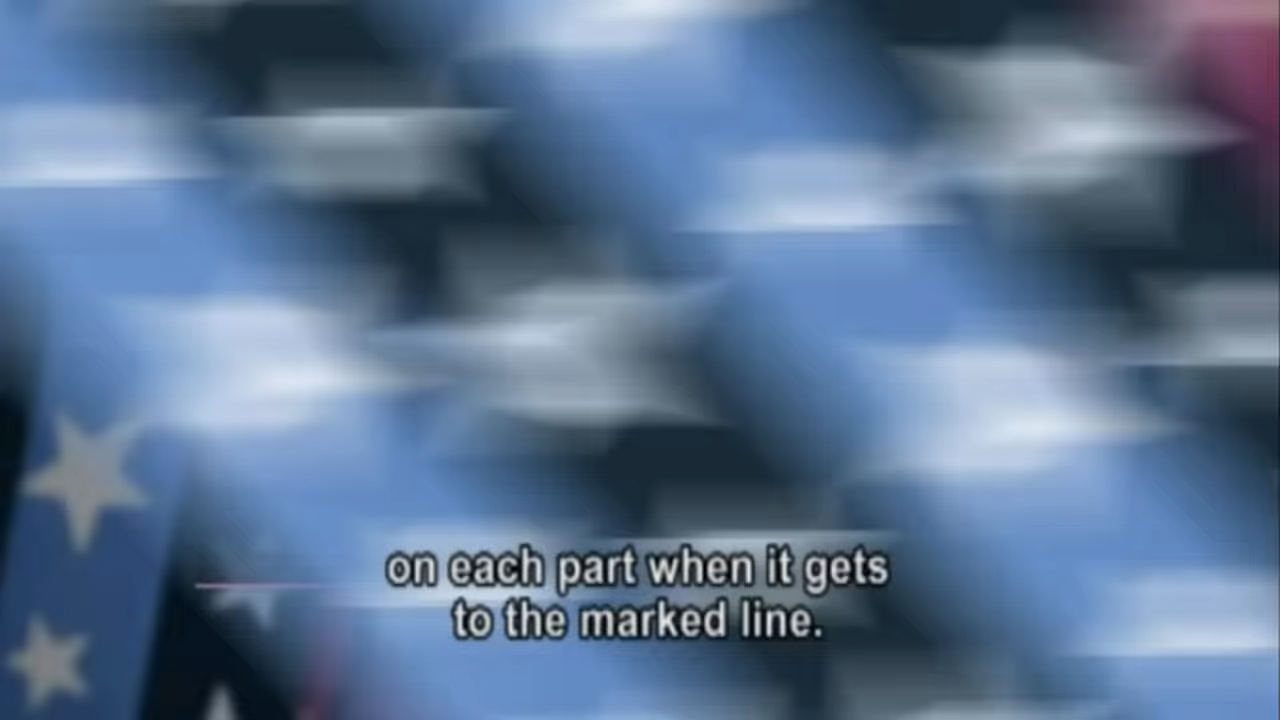 on each part when it gets
to the marked line.